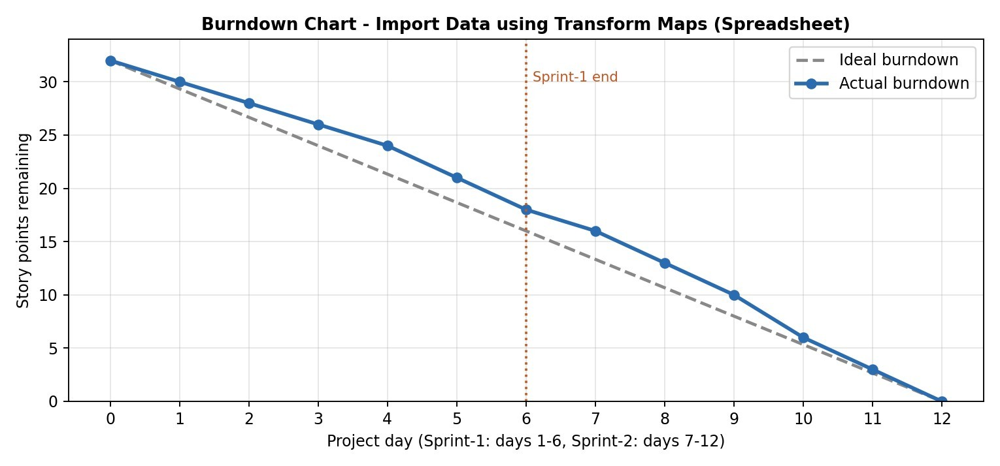 Burndown Chart - Import Data using Transform Maps (Spreadsheet)
Ideal burndown
Actual burndown
Sprint-1 end
Story points remaining
30
25
20
15
10
5
0
0 1 2 3 4 5 6 7 8 9 10 11 12
Project day (Sprint-1: days 1-6, Sprint-2: days 7-12)